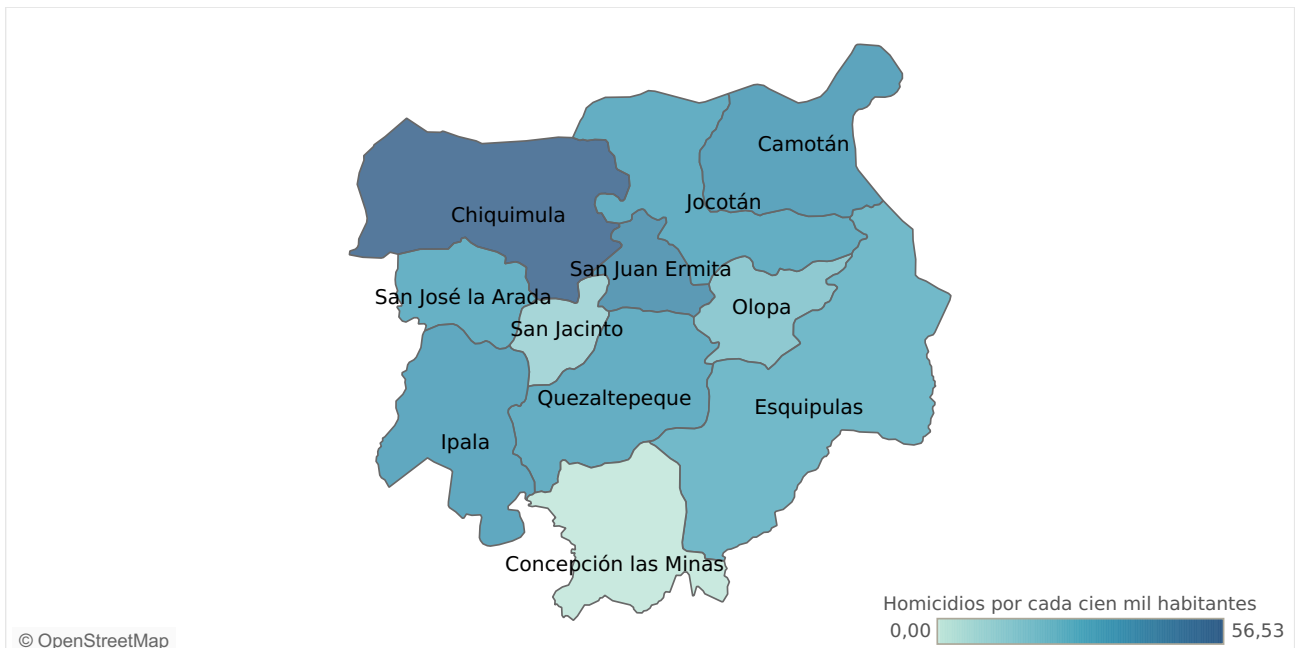 Camotán
Jocotán
Chiquimula
San Juan Ermita
San José la Arada
Olopa
San Jacinto
Quezaltepeque
Esquipulas
Ipala
Concepción las Minas
Homicidios por cada cien mil habitantes
0,00 56,53
© OpenStreetMap